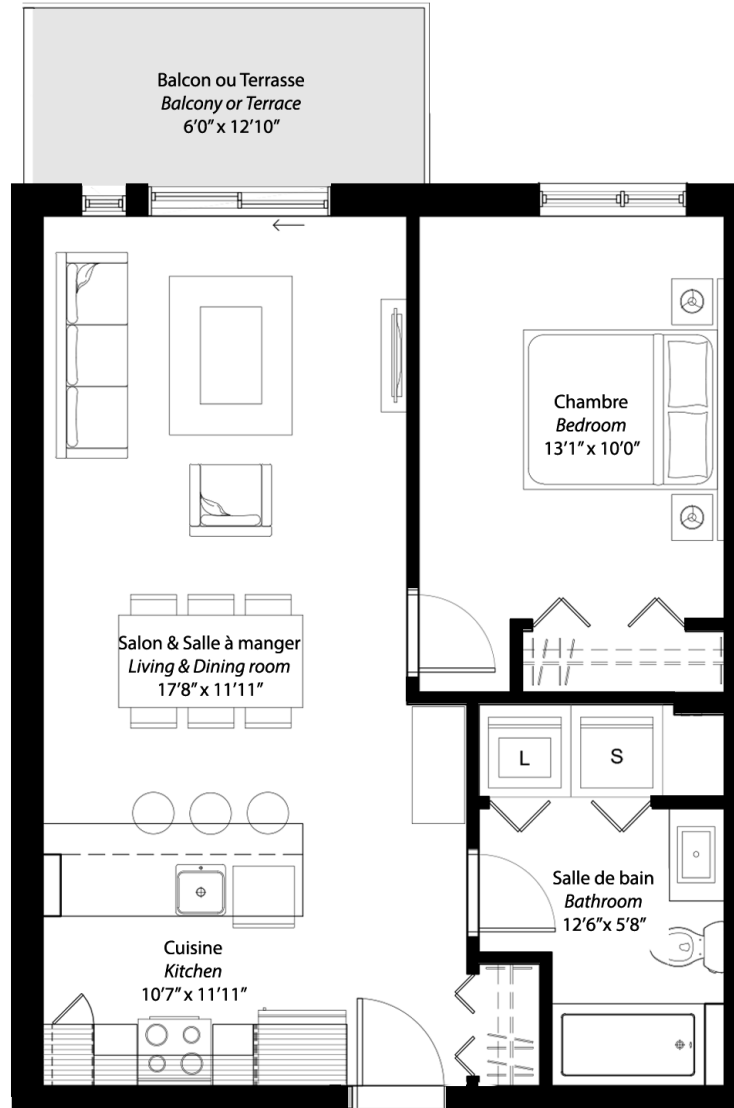 Balcon ou Terrasse
Balcony or Terrace
6’0” x 12’10”
Chambre
Bedroom
13’1” x 10’0”
Salon & Salle à manger
Living & Dining room
17’8” x 11’11”
L
S
Salle de bain
Bathroom
12’6”x 5’8”
Cuisine
Kitchen
10’7” x 11’11”